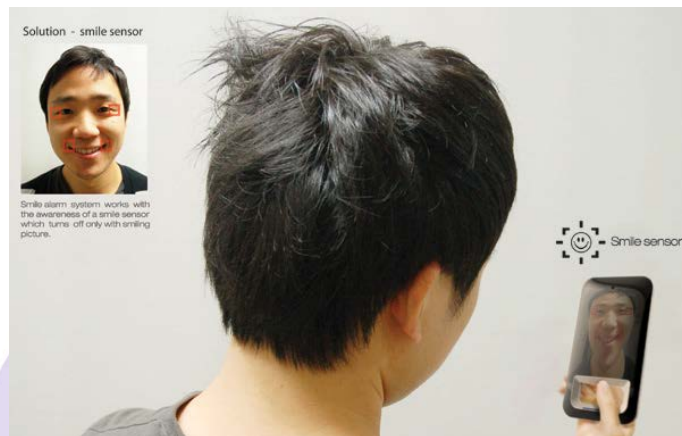 Solution - smile sensor
Smile alarm system works with
the awareness of a smile sensor
which turns off only with smiling
picture.
Smile sensor